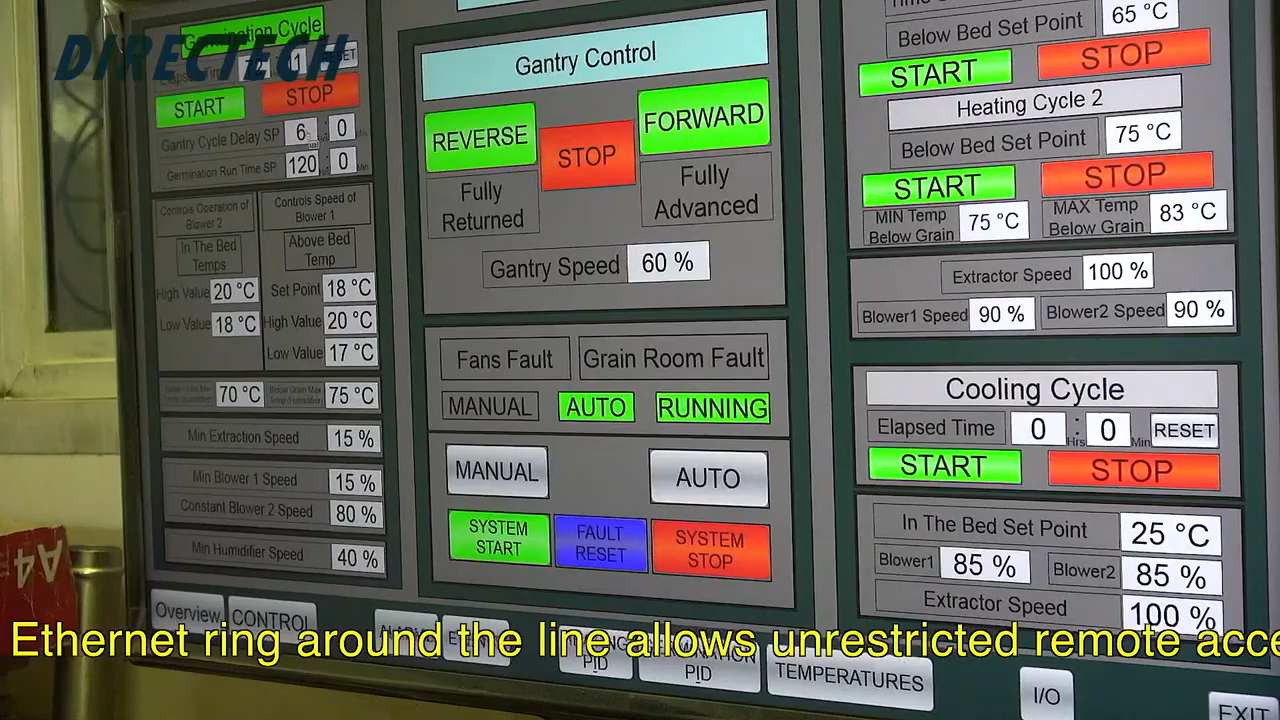 DIRECTECH
Germination Cycle
RESET
START
STOP
Gantry Cycle Delay SP
6
0
Germination Run Time SP
120
:
0
Controls Operation of
Blower 2
In The Bed
Temps
High Value
20 °C
Low Value
18 °C
Controls Speed of
Blower 1
Above Bed
Temp
Set Point
18 °C
High Value
20 °C
Low Value
17 °C
70 °C
75 °C
Min Extraction Speed
15 %
Min Blower 1 Speed
15 %
Constant Blower 2 Speed
80 %
Min Humidifier Speed
40 %
Gantry Control
REVERSE
STOP
FORWARD
Fully
Returned
Fully
Advanced
Gantry Speed
60 %
Fans Fault
Grain Room Fault
MANUAL
AUTO
RUNNING
MANUAL
AUTO
SYSTEM
START
FAULT
RESET
SYSTEM
STOP
Below Bed Set Point
65 °C
START
STOP
Heating Cycle 2
Below Bed Set Point
75 °C
START
STOP
MIN Temp
Below Grain
75 °C
MAX Temp
Below Grain
83 °C
Extractor Speed
100 %
Blower1 Speed
90 %
Blower2 Speed
90 %
Cooling Cycle
Elapsed Time
0
Hrs
:
0
Min
RESET
START
STOP
In The Bed Set Point
25 °C
Blower1
85 %
Blower2
85 %
Extractor Speed
100 %
A4
Overview
CONTROL
PID
PID
TEMPERATURES
I/O
EXIT
Ethernet ring around the line allows unrestricted remote acce